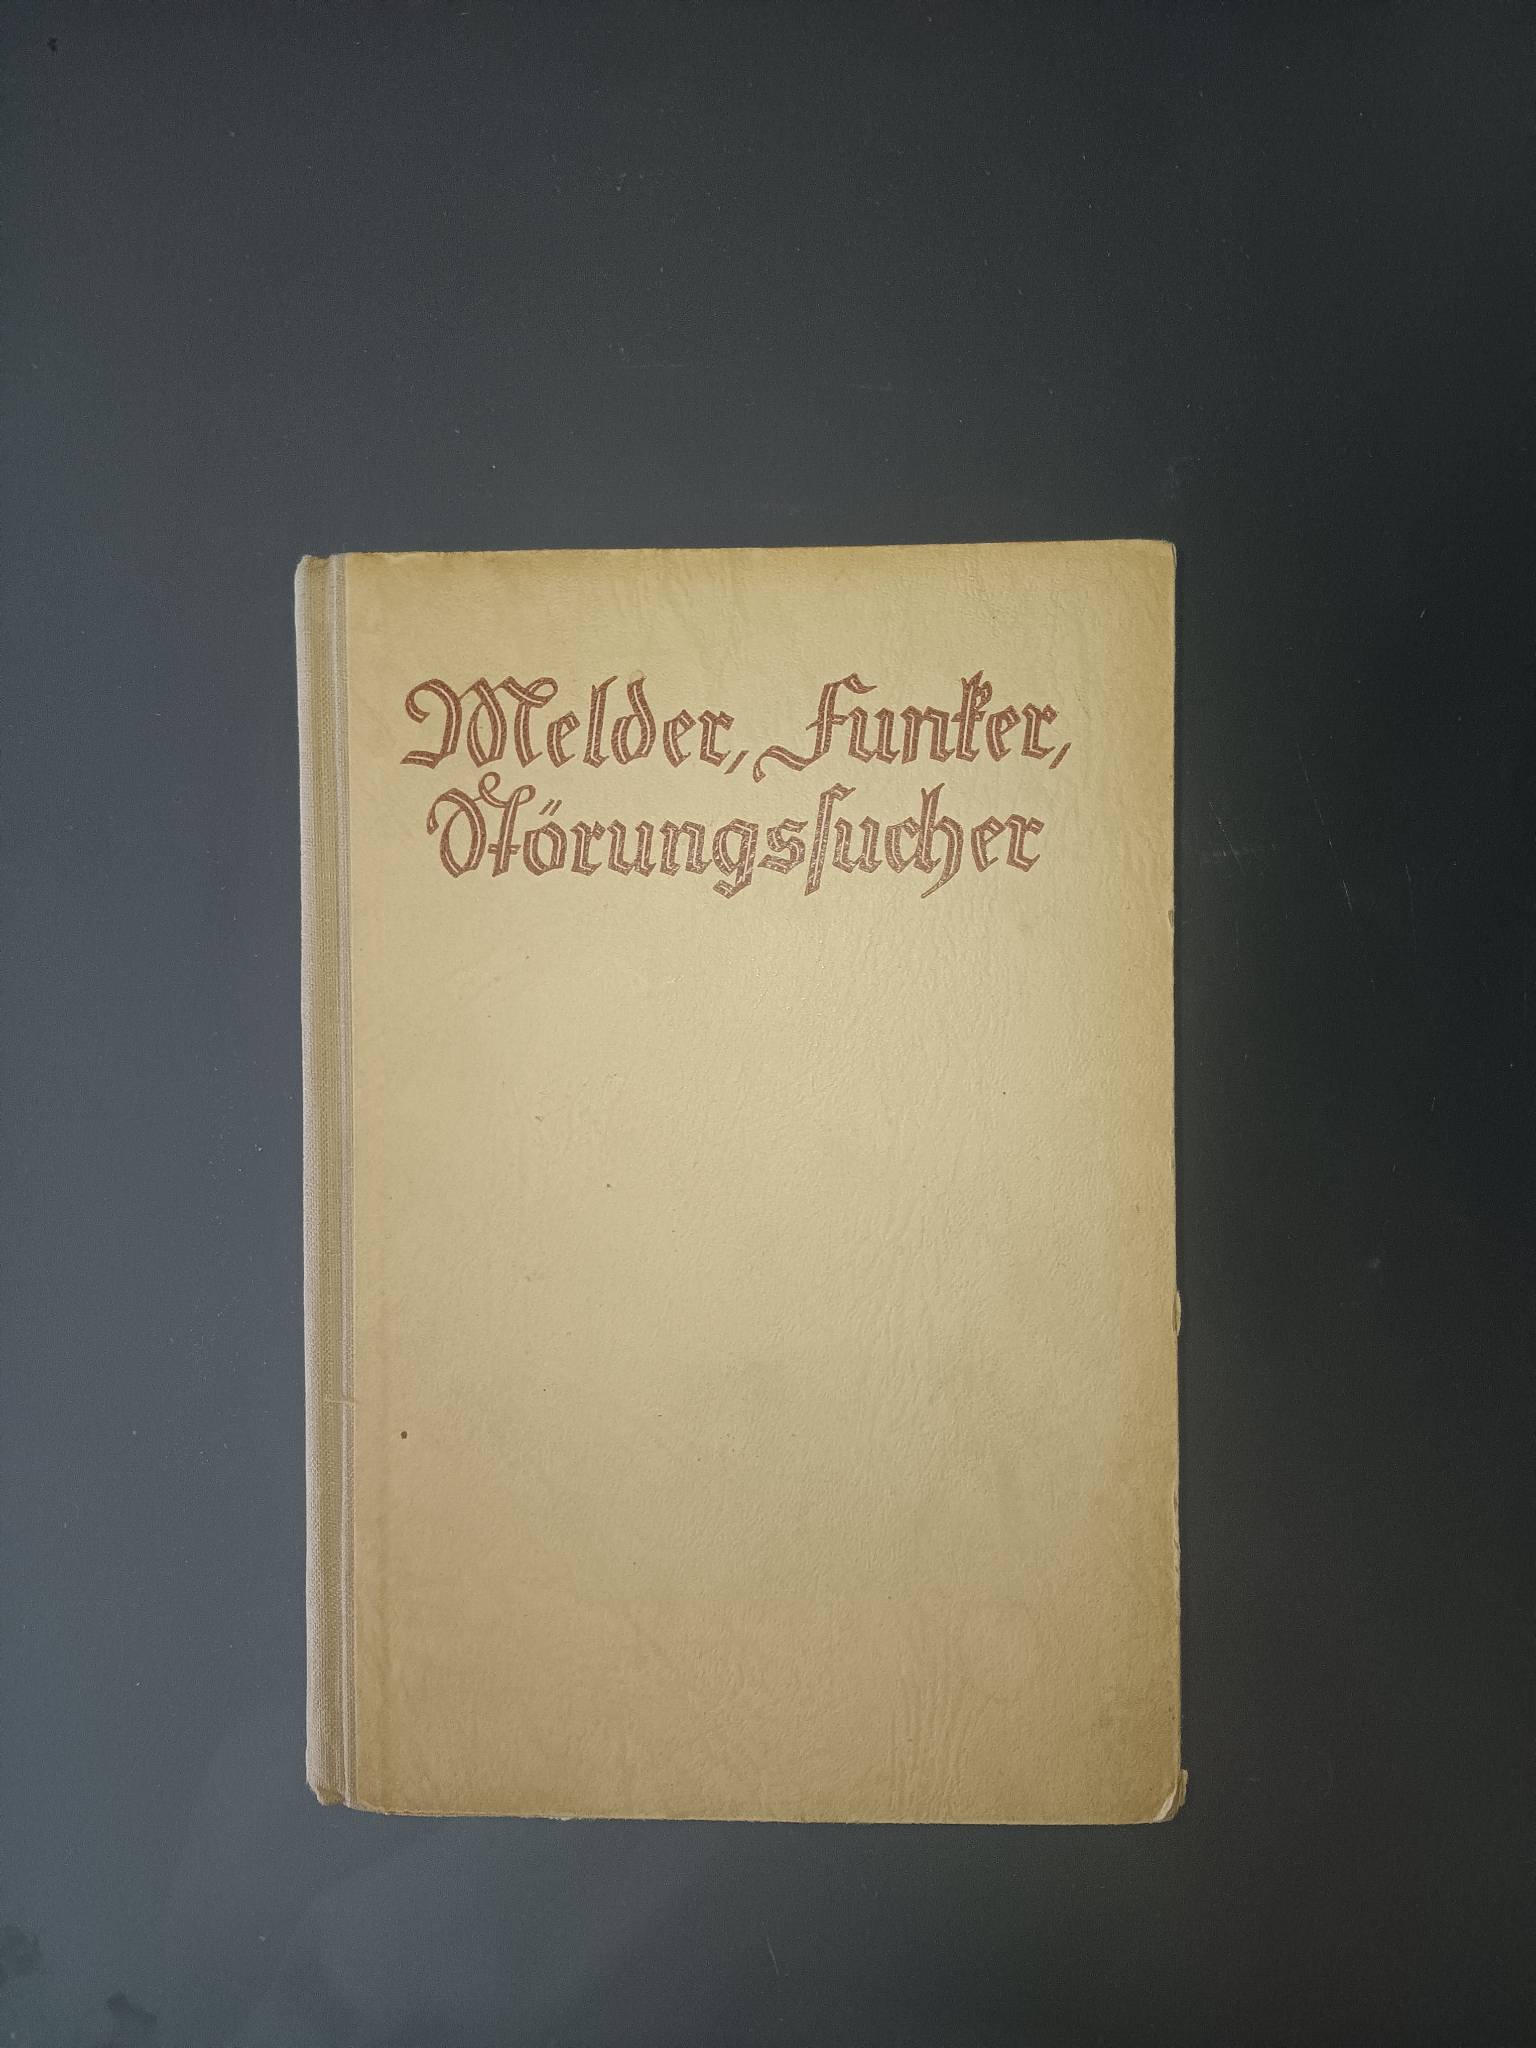 Melder, Funker,
Störungssucher